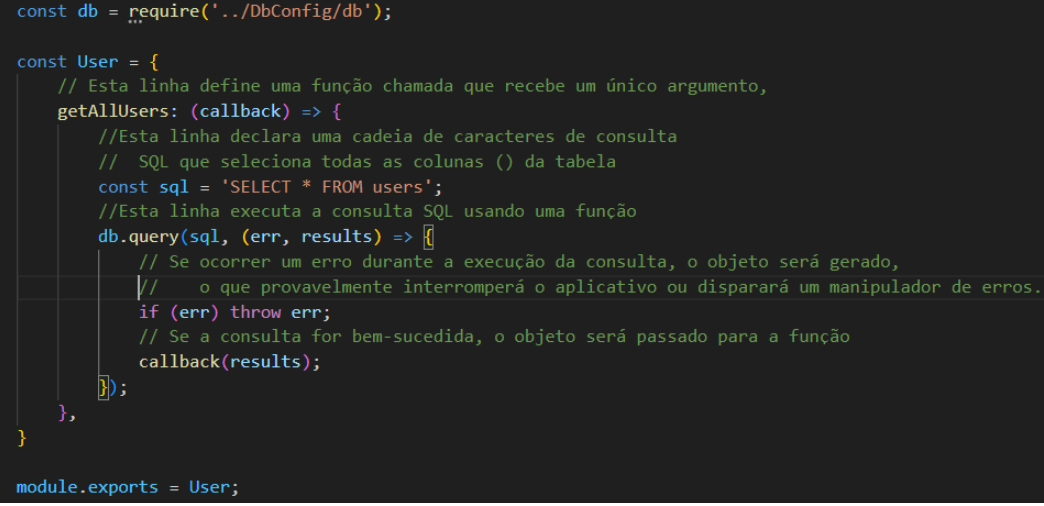 const db = require('../DbConfig/db');
const User = {
// Esta linha define uma função chamada que recebe um único argumento,
getAllUsers: (callback) => {
//Esta linha declara uma cadeia de caracteres de consulta
//  SQL que seleciona todas as colunas () da tabela
const sql = 'SELECT * FROM users';
//Esta linha executa a consulta SQL usando uma função
db.query(sql, (err, results) => {
// Se ocorrer um erro durante a execução da consulta, o objeto será gerado,
//    o que provavelmente interromperá o aplicativo ou disparará um manipulador de erros.
if (err) throw err;
// Se a consulta for bem-sucedida, o objeto será passado para a função
callback(results);
});
},
}
module.exports = User;